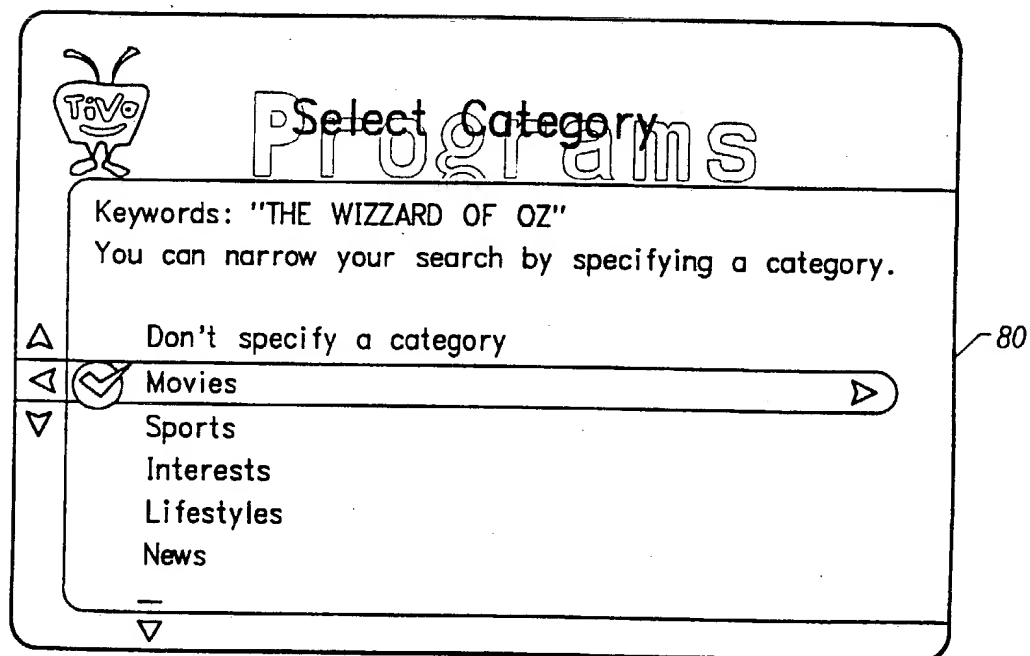 TiVo
Programs
Select Category
Keywords: "THE WIZZARD OF OZ"
You can narrow your search by specifying a category.
Don't specify a category
Movies
Sports
Interests
Lifestyles
News
80